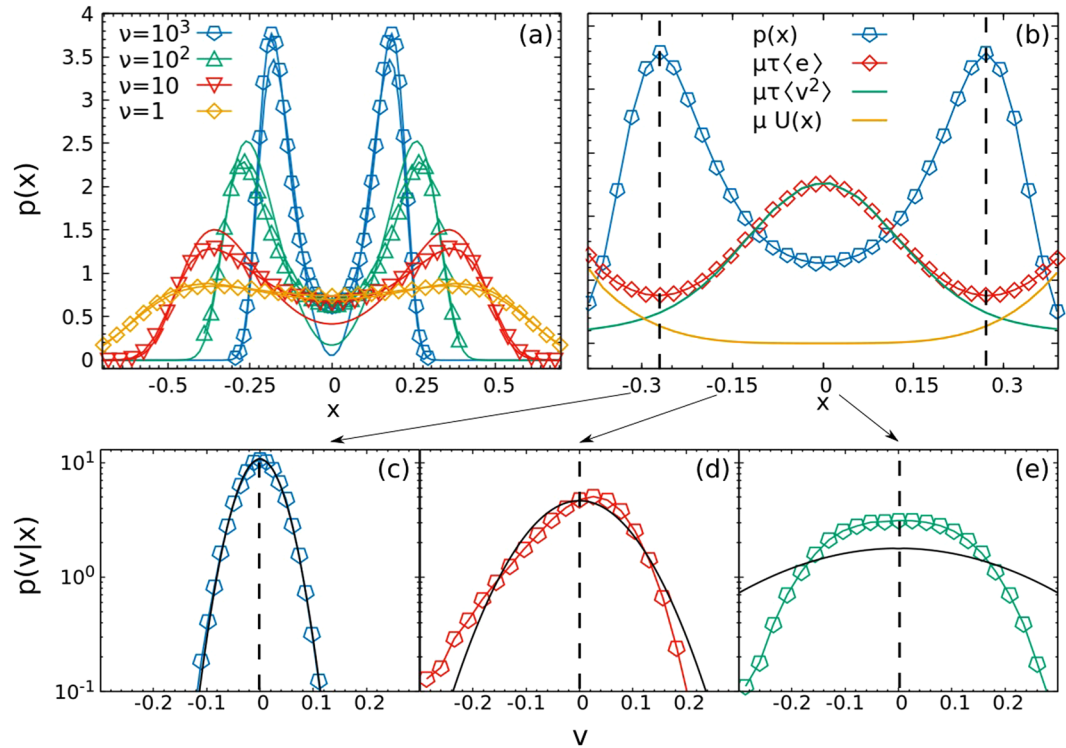 (a)
ν=10³
ν=10²
ν=10
ν=1
p(x)
4
3.5
3
2.5
2
1.5
1
0.5
0
-0.5 -0.25 0 0.25 0.5
x
(b)
p(x)
μτ⟨e⟩
μτ⟨v²⟩
μ U(x)
-0.3 -0.15 0 0.15 0.3
x
(c)
p(v|x)
10¹
10⁰
10⁻¹
-0.2 -0.1 0 0.1 0.2
(d)
-0.2 -0.1 0 0.1 0.2
(e)
-0.2 -0.1 0 0.1 0.2
v